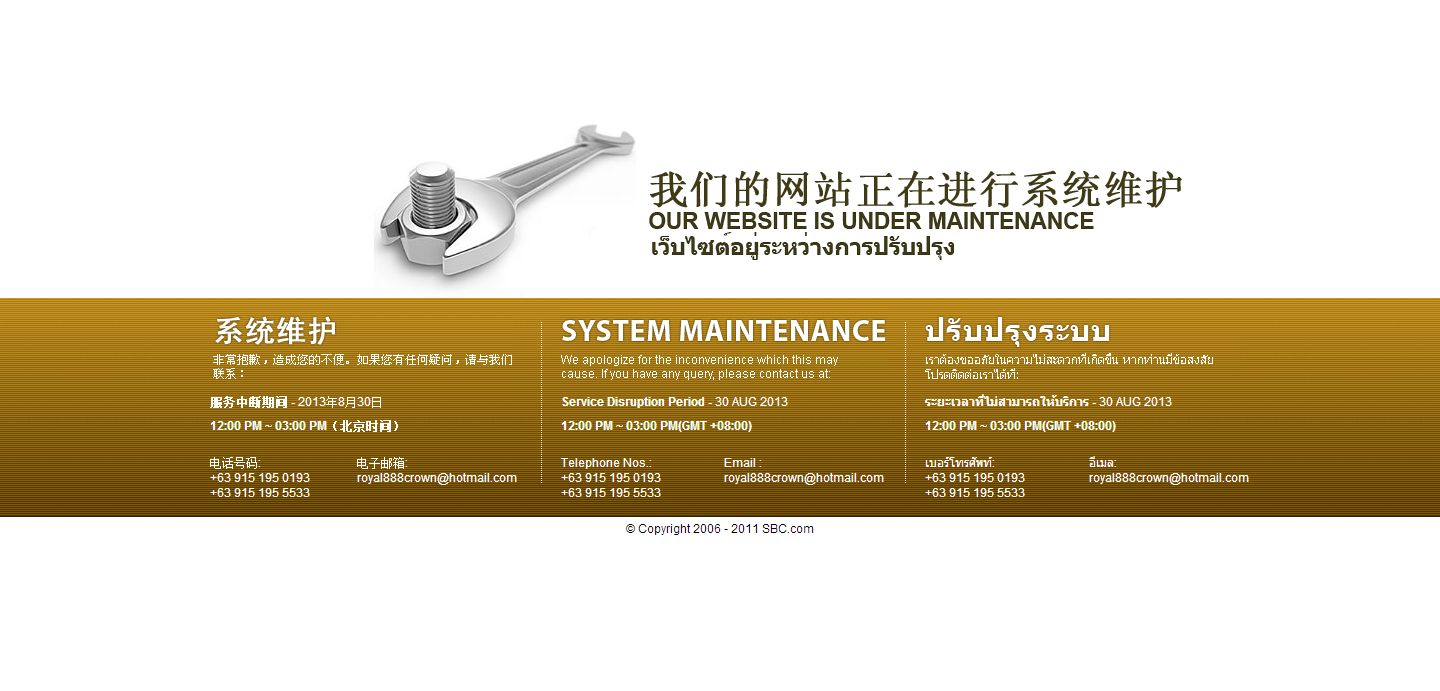 我们的网站正在进行系统维护
OUR WEBSITE IS UNDER MAINTENANCE
เว็บไซต์อยู่ระหว่างการปรับปรุง
系统维护
非常抱歉，造成您的不便。如果您有任何疑问，请与我们
联系：
服务中断期间 - 2013年8月30日
12:00 PM ~ 03:00 PM（北京时间）
电话号码:
+63 915 195 0193
+63 915 195 5533
电子邮箱:
royal888crown@hotmail.com
SYSTEM MAINTENANCE
We apologize for the inconvenience which this may
cause. If you have any query, please contact us at:
Service Disruption Period - 30 AUG 2013
12:00 PM ~ 03:00 PM(GMT +08:00)
Telephone Nos.:
+63 915 195 0193
+63 915 195 5533
Email :
royal888crown@hotmail.com
ปรับปรุงระบบ
เราต้องขออภัยในความไม่สะดวกที่เกิดขึ้น หากท่านมีข้อสงสัย
โปรดติดต่อเราได้ที่:
ระยะเวลาที่ไม่สามารถให้บริการ - 30 AUG 2013
12:00 PM ~ 03:00 PM(GMT +08:00)
เบอร์โทรศัพท์:
+63 915 195 0193
+63 915 195 5533
อีเมล:
royal888crown@hotmail.com
© Copyright 2006 - 2011 SBC.com